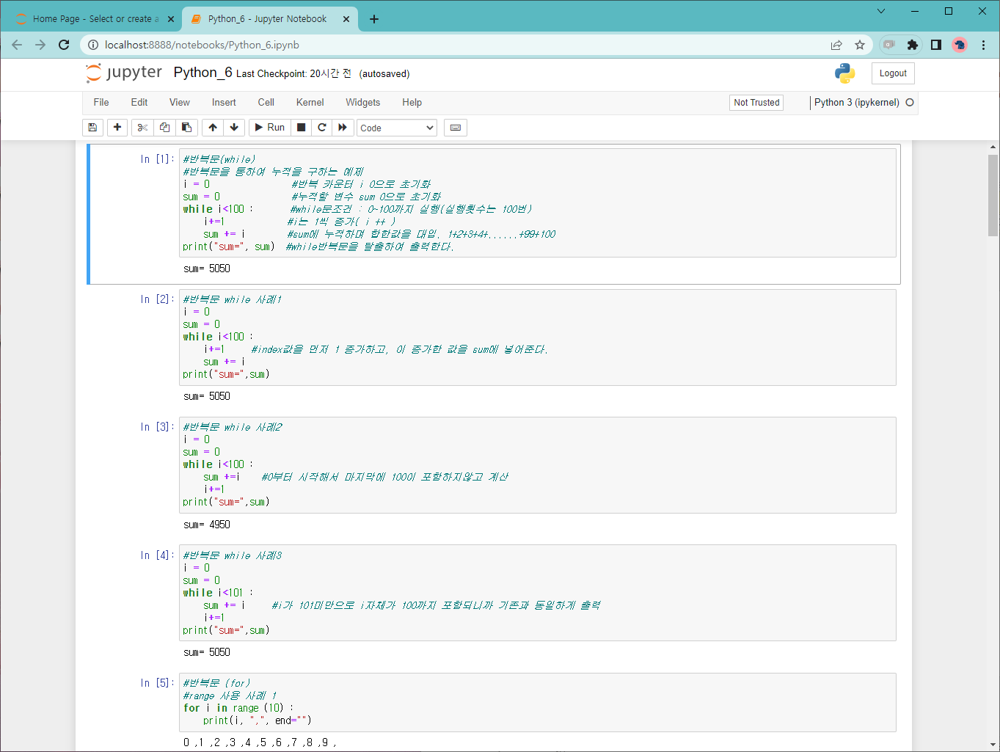 Home Page - Select or create a
Python_6 - Jupyter Notebook
localhost:8888/notebooks/Python_6.ipynb
jupyter Python_6 Last Checkpoint: 20시간 전 (autosaved)
Logout
File Edit View Insert Cell Kernel Widgets Help
Not Trusted
Python 3 (ipykernel)
Run
Code
In [1]:
#반복문(while)
#반복문을 통하여 누적을 구하는 예제
i = 0 #반복 카운터 i 0으로 초기화
sum = 0 #누적할 변수 sum 0으로 초기화
while i<100 : #while문조건 : 0~100까지 실행(실행횟수는 100번)
i+=1 #i는 1씩 증가( i ++ )
sum += i #sum에 누적하며 합한값을 대입. 1+2+3+4+......+99+100
print("sum=", sum) #while반복문을 탈출하여 출력한다.
sum= 5050
In [2]:
#반복문 while 사례1
i = 0
sum = 0
while i<100 :
i+=1 #index값을 먼저 1 증가하고, 이 증가한 값을 sum에 넣어준다.
sum += i
print("sum=",sum)
sum= 5050
In [3]:
#반복문 while 사례2
i = 0
sum = 0
while i<100 :
sum +=i #0부터 시작해서 마지막에 100이 포함하지않고 계산
i+=1
print("sum=",sum)
sum= 4950
In [4]:
#반복문 while 사례3
i = 0
sum = 0
while i<101 :
sum += i #i가 101미만으로 i자체가 100까지 포함되니까 기존과 동일하게 출력
i+=1
print("sum=",sum)
sum= 5050
In [5]:
#반복문 (for)
#range 사용 사례 1
for i in range (10) :
print(i, ",", end="")
0 ,1 ,2 ,3 ,4 ,5 ,6 ,7 ,8 ,9 ,